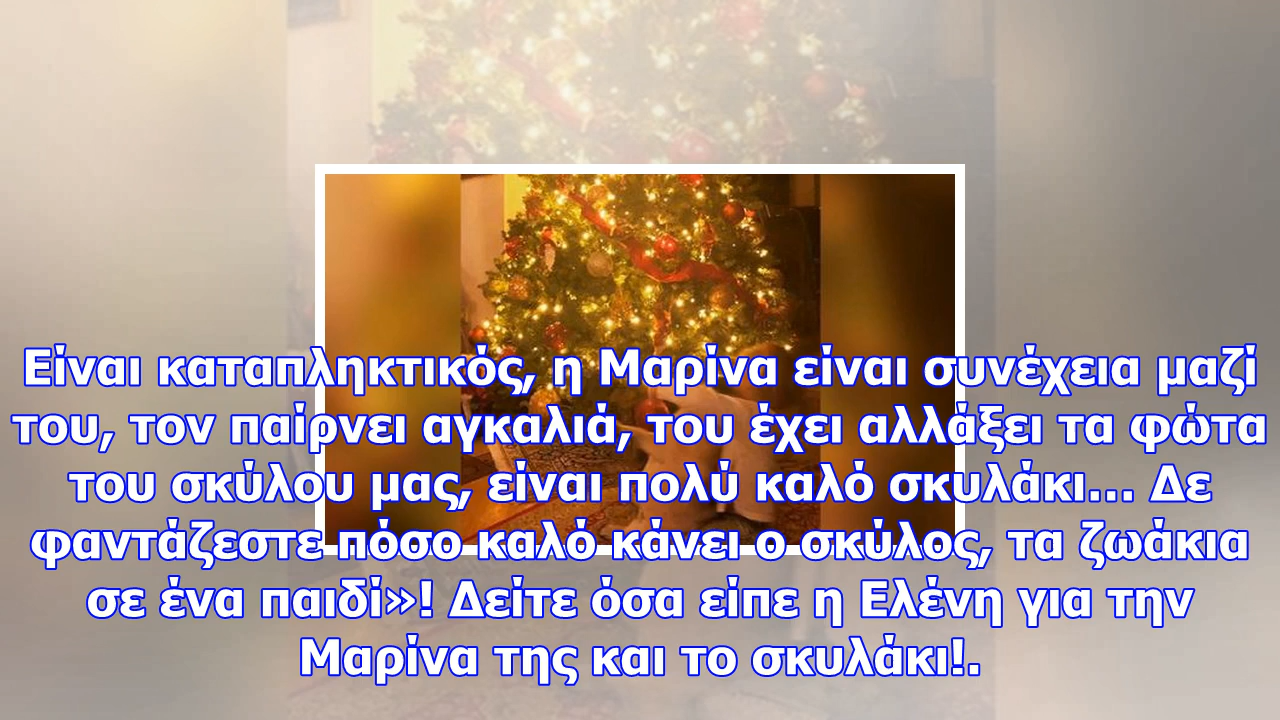 Είναι καταπληκτικός, η Μαρίνα είναι συνέχεια μαζί
του, τον παίρνει αγκαλιά, του έχει αλλάξει τα φώτα
του σκύλου μας, είναι πολύ καλό σκυλάκι... Δε
φαντάζεστε πόσο καλό κάνει ο σκύλος, τα ζωάκια
σε ένα παιδί»! Δείτε όσα είπε η Ελένη για την
Μαρίνα της και το σκυλάκι!.